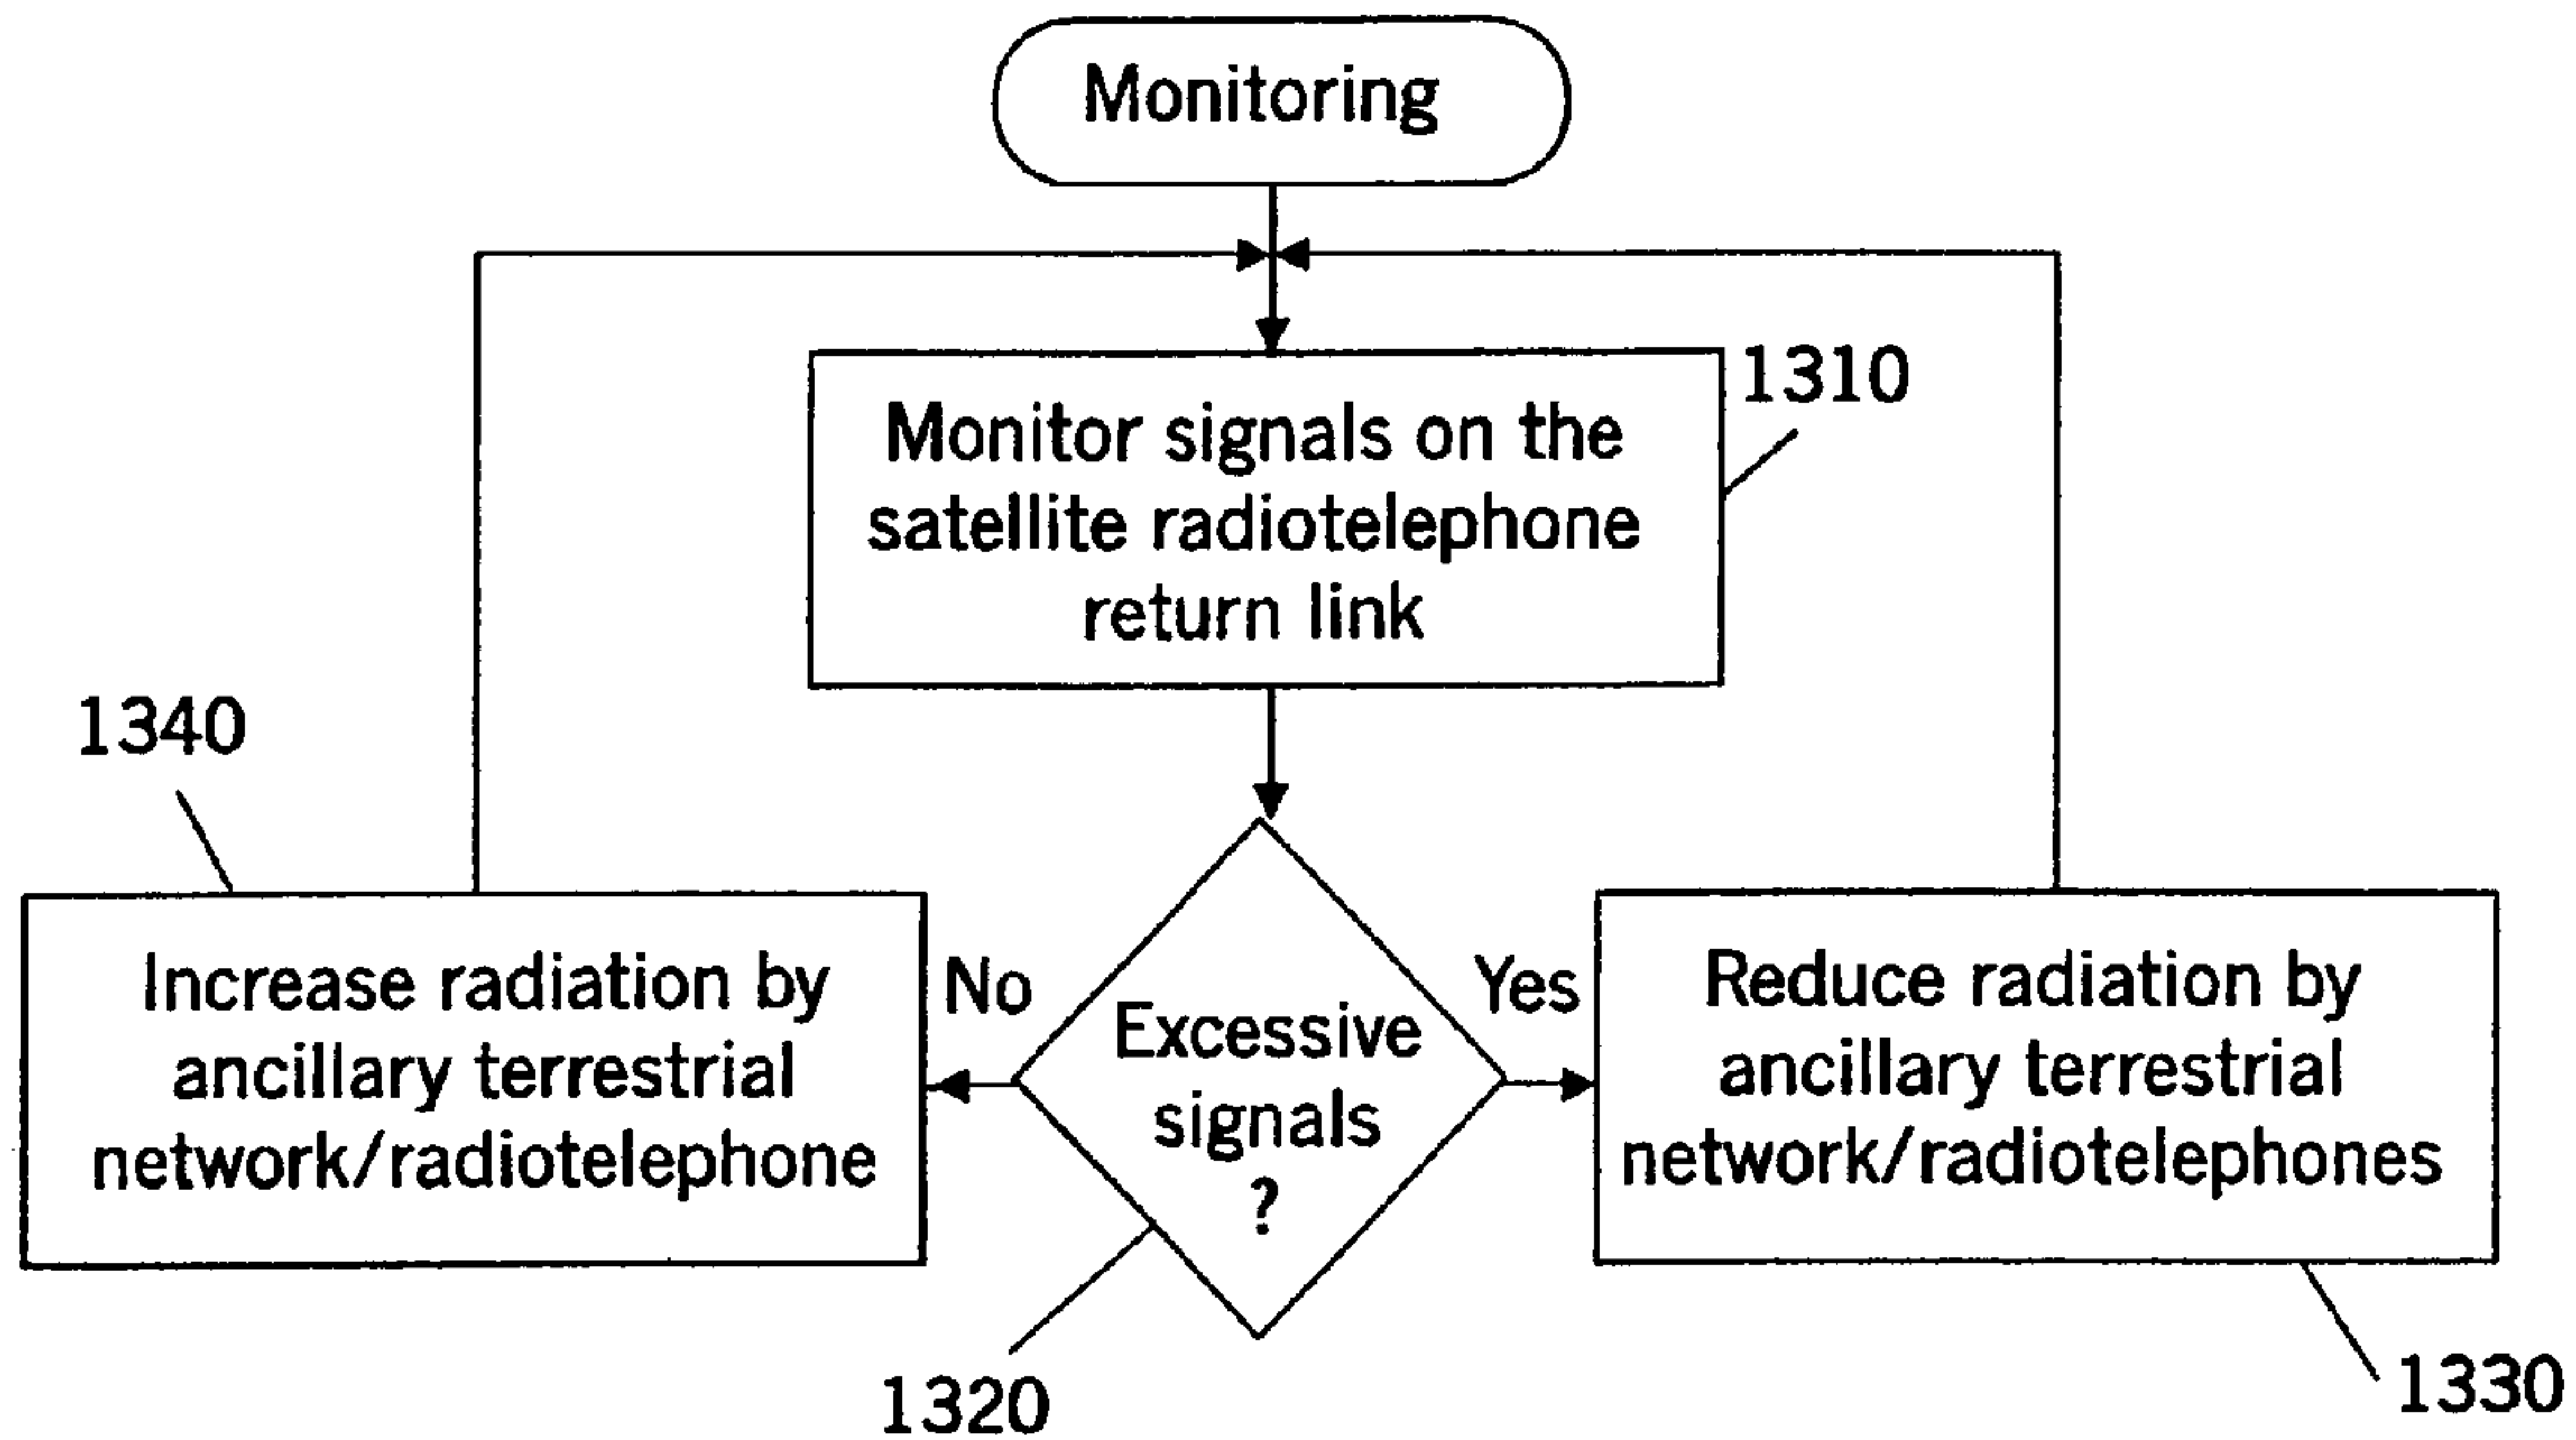 Monitoring
Monitor signals on the
satellite radiotelephone
return link
1310
1340
Increase radiation by
ancillary terrestrial
network/radiotelephone
No
Excessive
signals
?
Yes
Reduce radiation by
ancillary terrestrial
network/radiotelephones
1320
1330